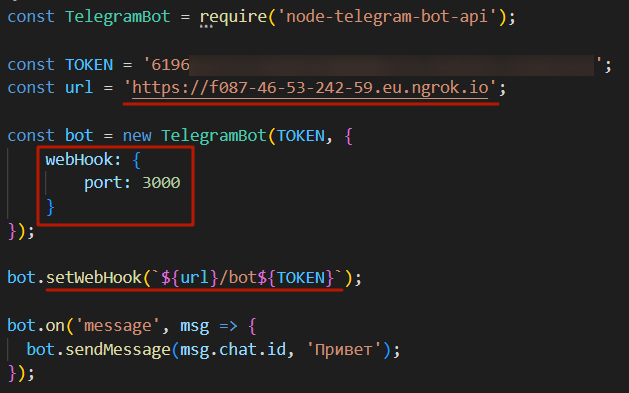 const TelegramBot = require('node-telegram-bot-api');
const TOKEN = '6196 ';
const url = 'https://f087-46-53-242-59.eu.ngrok.io';
const bot = new TelegramBot(TOKEN, {
webHook: {
port: 3000
}
});
bot.setWebHook(`${url}/bot${TOKEN}`);
bot.on('message', msg => {
bot.sendMessage(msg.chat.id, 'Привет');
});